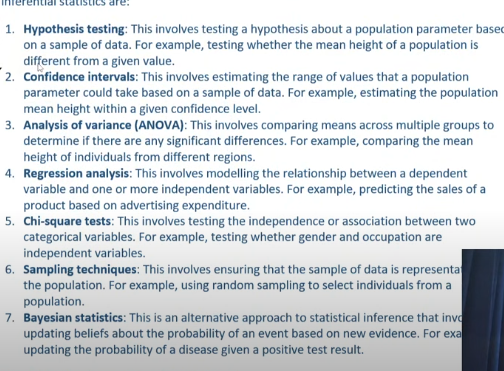 inferential statistics are:
1. Hypothesis testing: This involves testing a hypothesis about a population parameter based
on a sample of data. For example, testing whether the mean height of a population is
different from a given value.
2. Confidence intervals: This involves estimating the range of values that a population
parameter could take based on a sample of data. For example, estimating the population
mean height within a given confidence level.
3. Analysis of variance (ANOVA): This involves comparing means across multiple groups to
determine if there are any significant differences. For example, comparing the mean
height of individuals from different regions.
4. Regression analysis: This involves modelling the relationship between a dependent
variable and one or more independent variables. For example, predicting the sales of a
product based on advertising expenditure.
5. Chi-square tests: This involves testing the independence or association between two
categorical variables. For example, testing whether gender and occupation are
independent variables.
6. Sampling techniques: This involves ensuring that the sample of data is
the population. For example, using random sampling to select individuals from a
population.
7. Bayesian statistics: This is an alternative approach to statistical inference that
updating beliefs about the probability of an event based on new evidence. For
updating the probability of a disease given a positive test result.